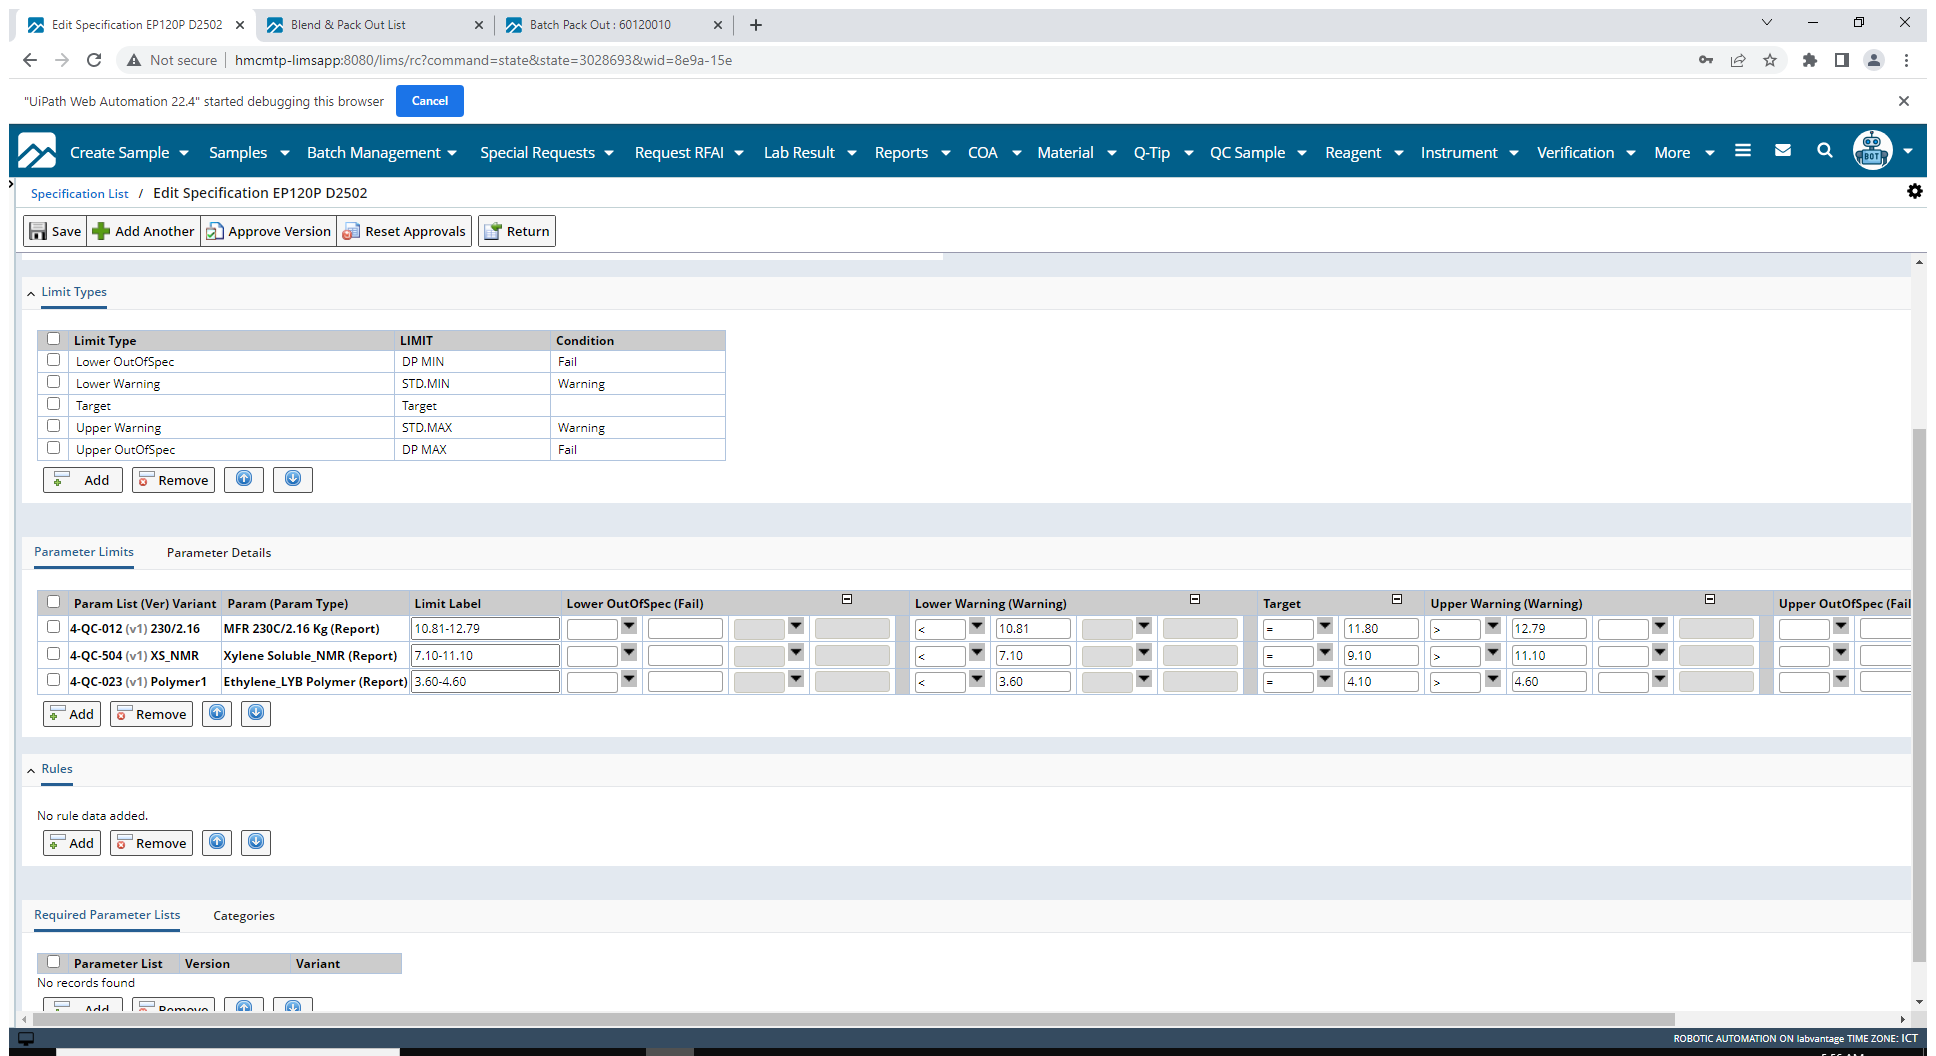 Edit Specification EP120P D2502
Blend & Pack Out List
Batch Pack Out : 60120010
Not secure
hmcmtp-limsapp:8080/lims/rc?command=state&state=3028693&wid=8e9a-15e
"UiPath Web Automation 22.4" started debugging this browser
Cancel
Create Sample Samples Batch Management Special Requests Request RFAI Lab Result Reports COA Material Q-Tip QC Sample Reagent Instrument Verification More
BOT
Specification List / Edit Specification EP120P D2502
Save Add Another Approve Version Reset Approvals Return
Limit Types
Limit Type LIMIT Condition
Lower OutOfSpec DP MIN Fail
Lower Warning STD.MIN Warning
Target Target
Upper Warning STD.MAX Warning
Upper OutOfSpec DP MAX Fail
Add Remove
Parameter Limits Parameter Details
Param List (Ver) Variant Param (Param Type) Limit Label Lower OutOfSpec (Fail) Lower Warning (Warning) Target Upper Warning (Warning) Upper OutOfSpec (Fail
4-QC-012 (v1) 230/2.16 MFR 230C/2.16 Kg (Report) 10.81-12.79 < 10.81 = 11.80 > 12.79
4-QC-504 (v1) XS_NMR Xylene Soluble_NMR (Report) 7.10-11.10 < 7.10 = 9.10 > 11.10
4-QC-023 (v1) Polymer1 Ethylene_LYB Polymer (Report) 3.60-4.60 < 3.60 = 4.10 > 4.60
Add Remove
Rules
No rule data added.
Add Remove
Required Parameter Lists Categories
Parameter List Version Variant
No records found
Add Remove
ROBOTIC AUTOMATION ON labvantage TIME ZONE: ICT